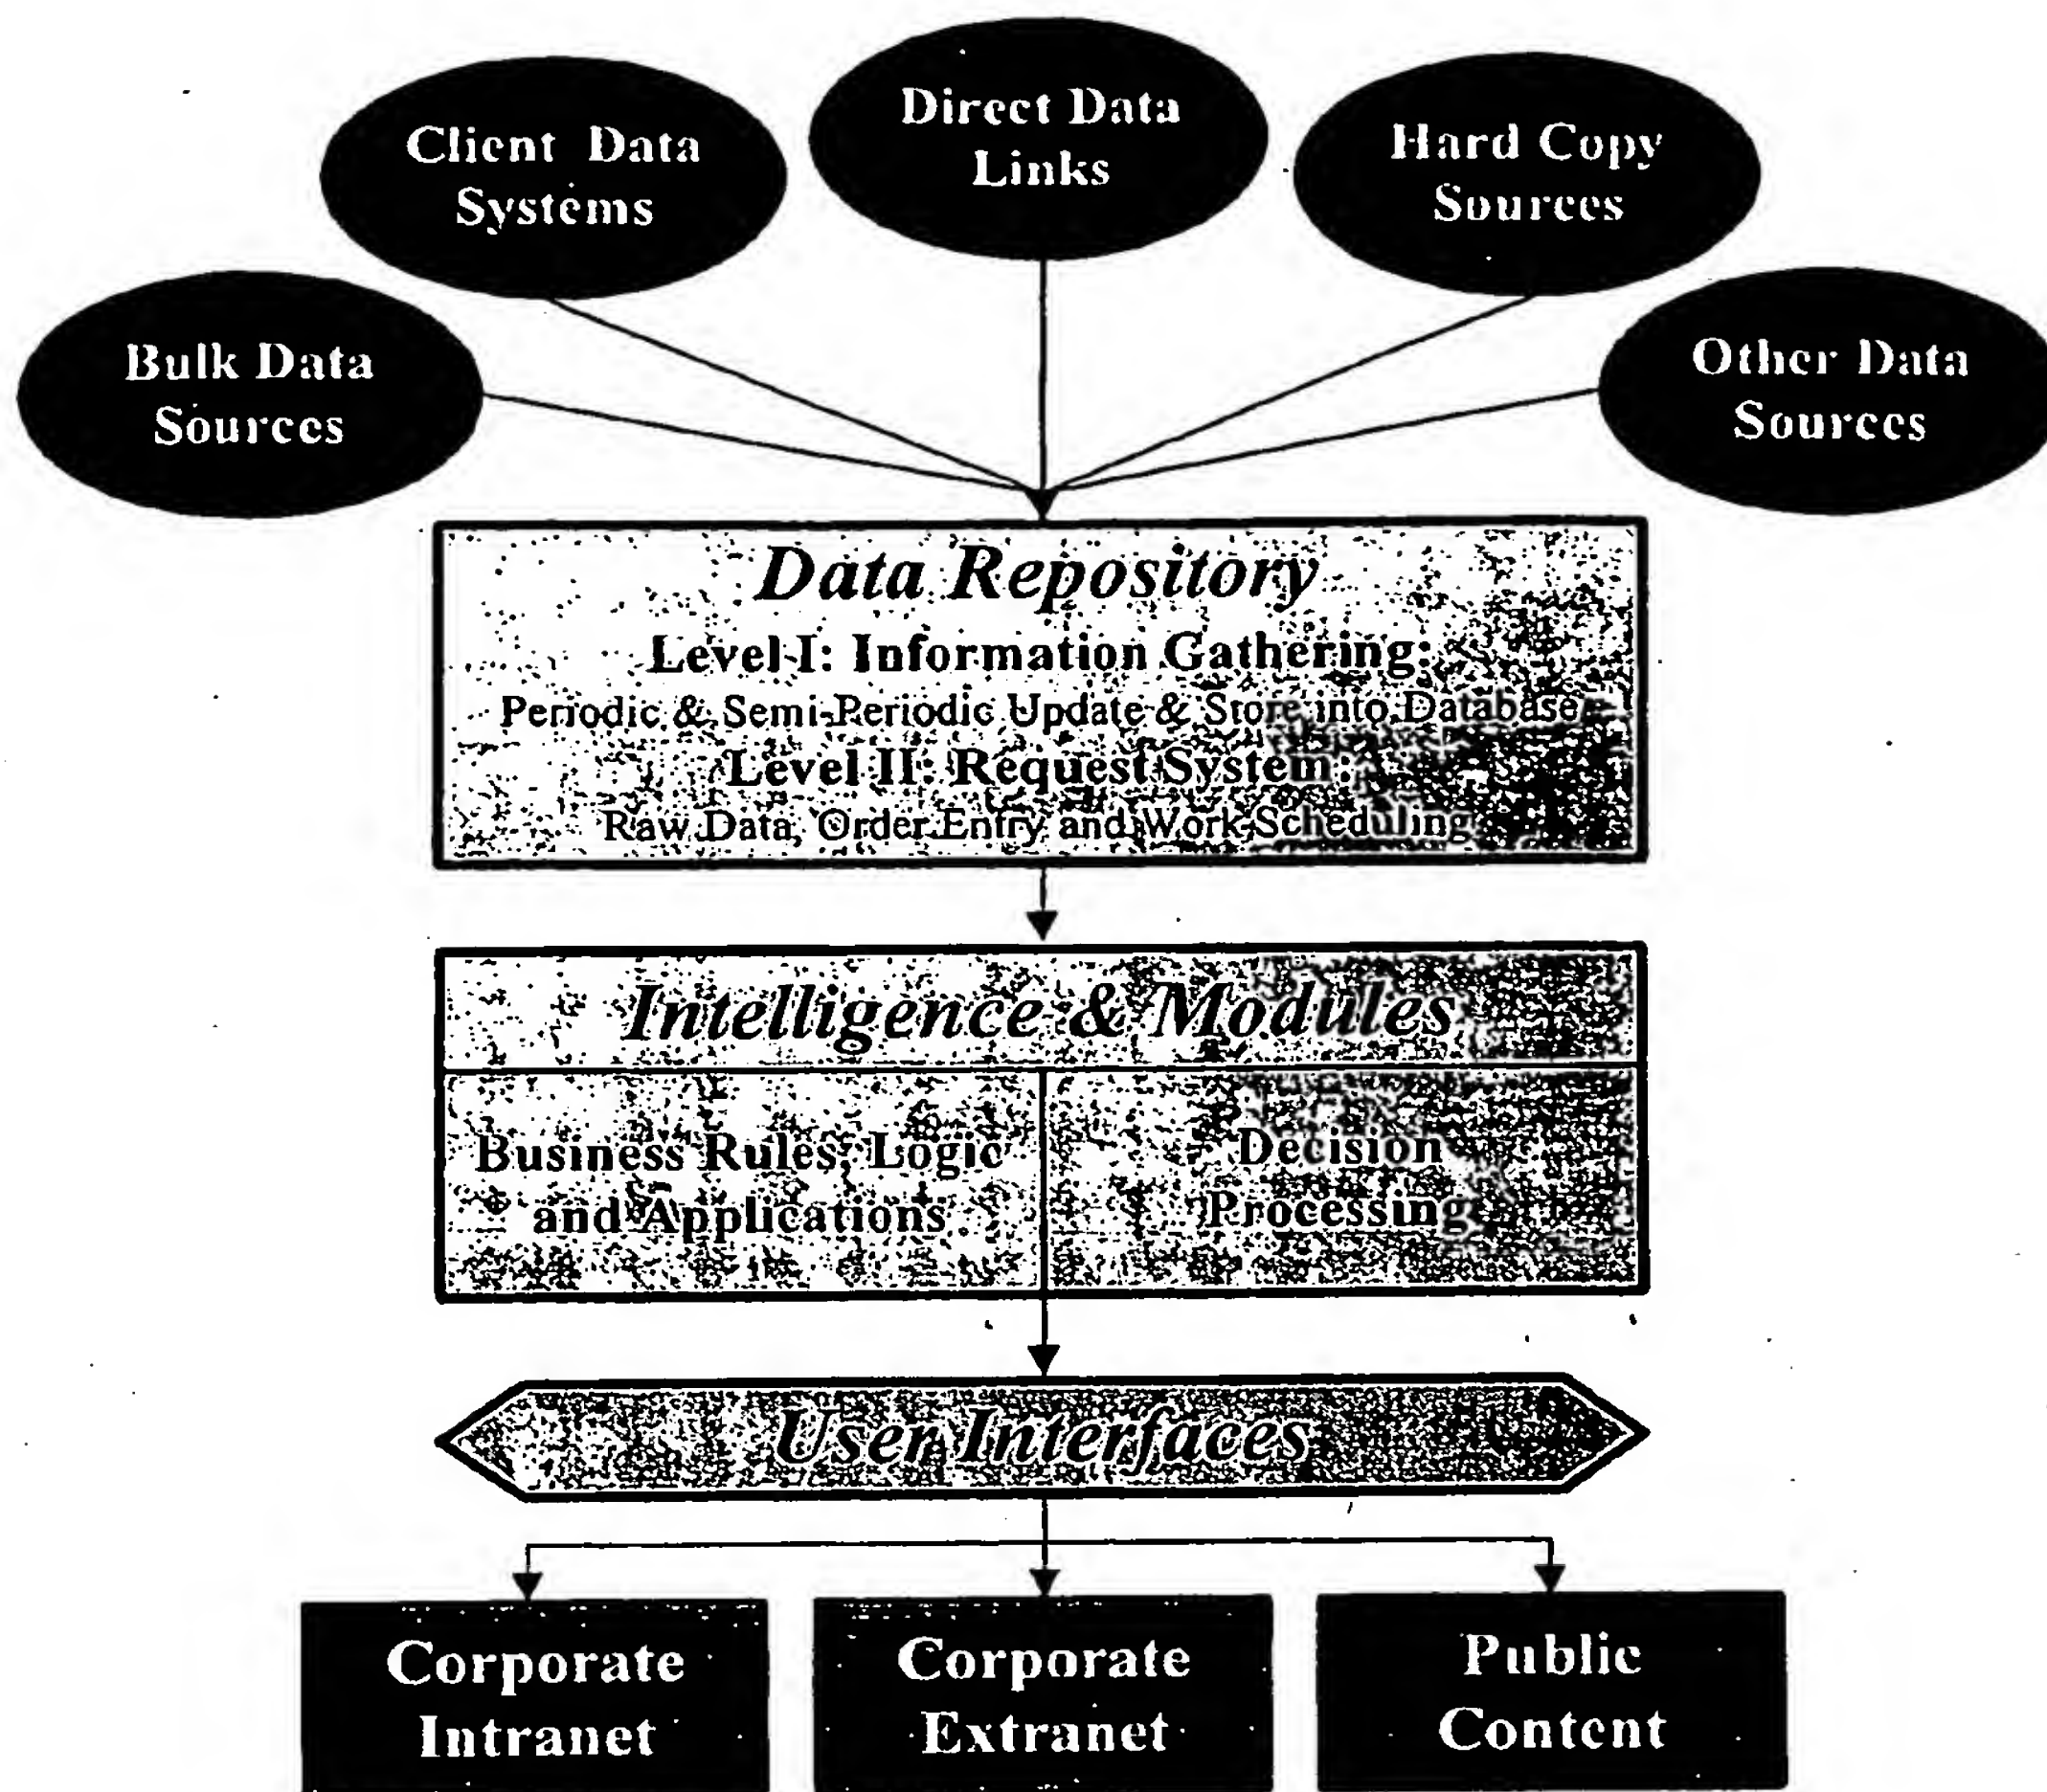 Direct Data
Links
Client Data
Systems
Hard Copy
Sources
Bulk Data
Sources
Other Data
Sources
Data Repository
Level I: Information Gathering:
Periodic & Semi-Periodic Update & Store into Database
Level II: Request System:
Raw Data, Order Entry and Work Scheduling
Intelligence & Modules
Business Rules, Logic
and Applications
Decision
Processing
User Interfaces
Corporate
Intranet
Corporate
Extranet
Public
Content